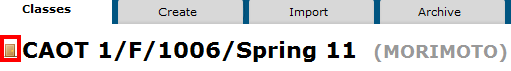 Classes Create Import Archive
CAOT 1/F/1006/Spring 11 (MORIMOTO)